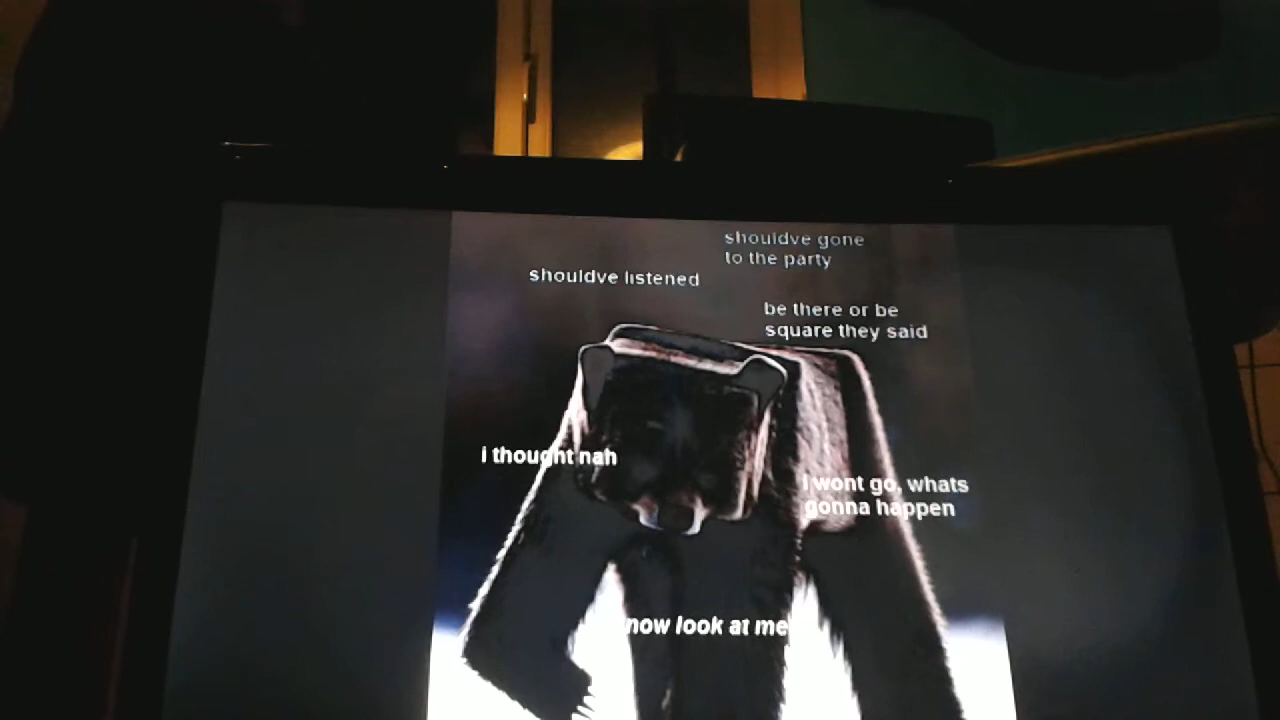 shouldve gone
to the party
shouldve listened
be there or be
square they said
i thought nah
i wont go, whats
gonna happen
now look at me